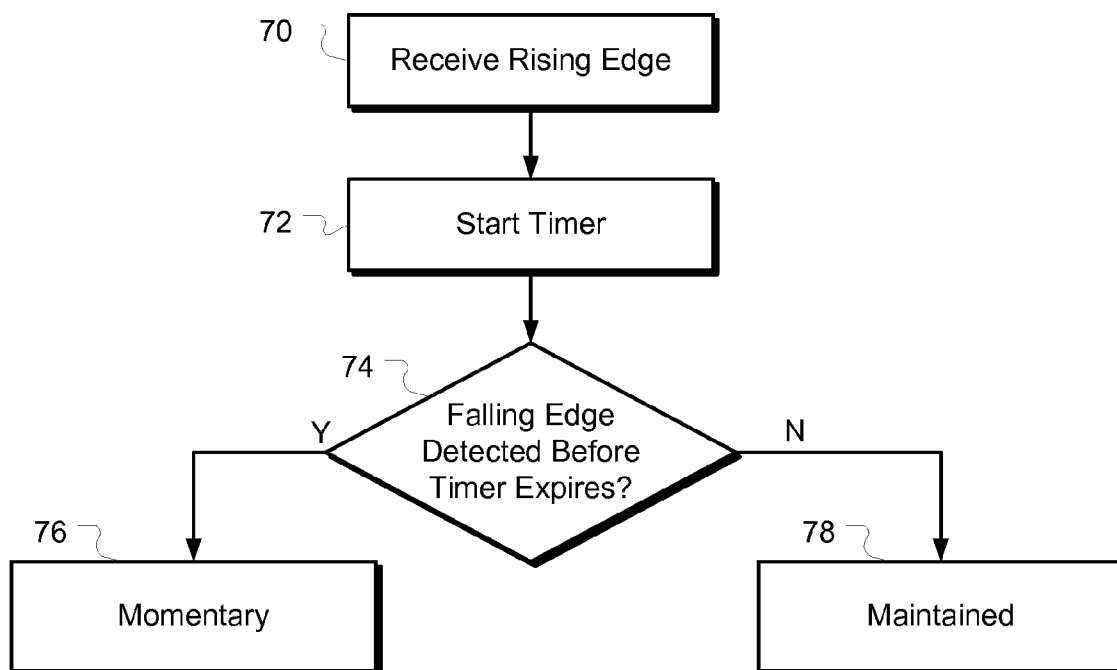 70
Receive Rising Edge
72
Start Timer
74
Falling Edge
Detected Before
Timer Expires?
Y
N
76
Momentary
78
Maintained